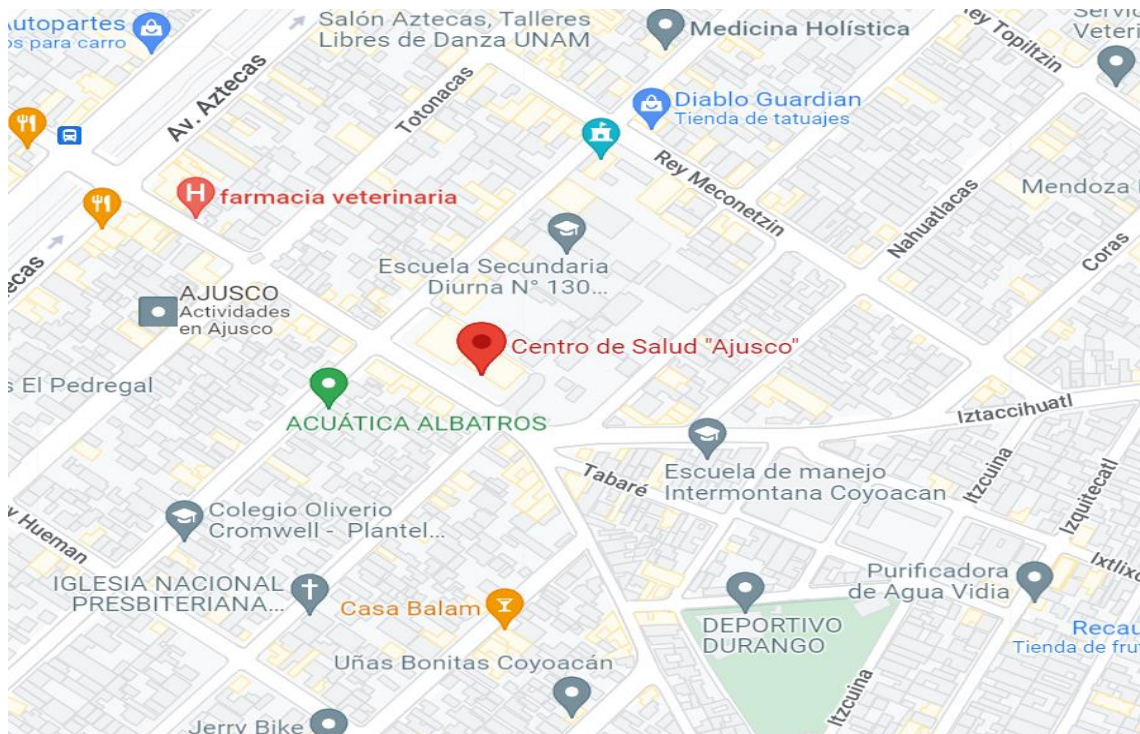 Autopartes
os para carro
Salón Aztecas, Talleres
Libres de Danza UNAM
Medicina Holística
Rey Topiltzin
Servic
Veteri
Av. Aztecas
Totonacas
Diablo Guardian
Tienda de tatuajes
Rey Meconetzin
farmacia veterinaria
Nahuatlacas
Mendoza
Coras
ecas
Escuela Secundaria
Diurna N° 130...
AJUSCO
Actividades
en Ajusco
Centro de Salud "Ajusco"
s El Pedregal
ACUÁTICA ALBATROS
Iztaccihuatl
Tabaré
Escuela de manejo
Intermontana Coyoacan
Itzcuina
Izquitecatl
Colegio Oliverio
Cromwell - Plantel...
y Hueman
Ixtlixo
IGLESIA NACIONAL
PRESBITERIANA...
Casa Balam
Purificadora
de Agua Vidia
DEPORTIVO
DURANGO
Recau
Tienda de frut
Uñas Bonitas Coyoacán
Itzcuina
Jerry Bike